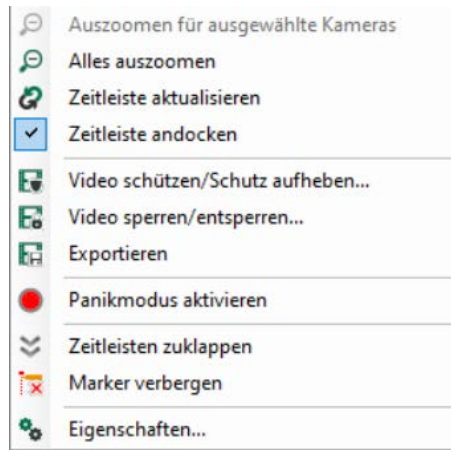 Auszoomen für ausgewählte Kameras
Alles auszoomen
Zeitleiste aktualisieren
Zeitleiste andocken
Video schützen/Schutz aufheben...
Video sperren/entsperren...
Exportieren
Panikmodus aktivieren
Zeitleisten zuklappen
Marker verbergen
Eigenschaften...